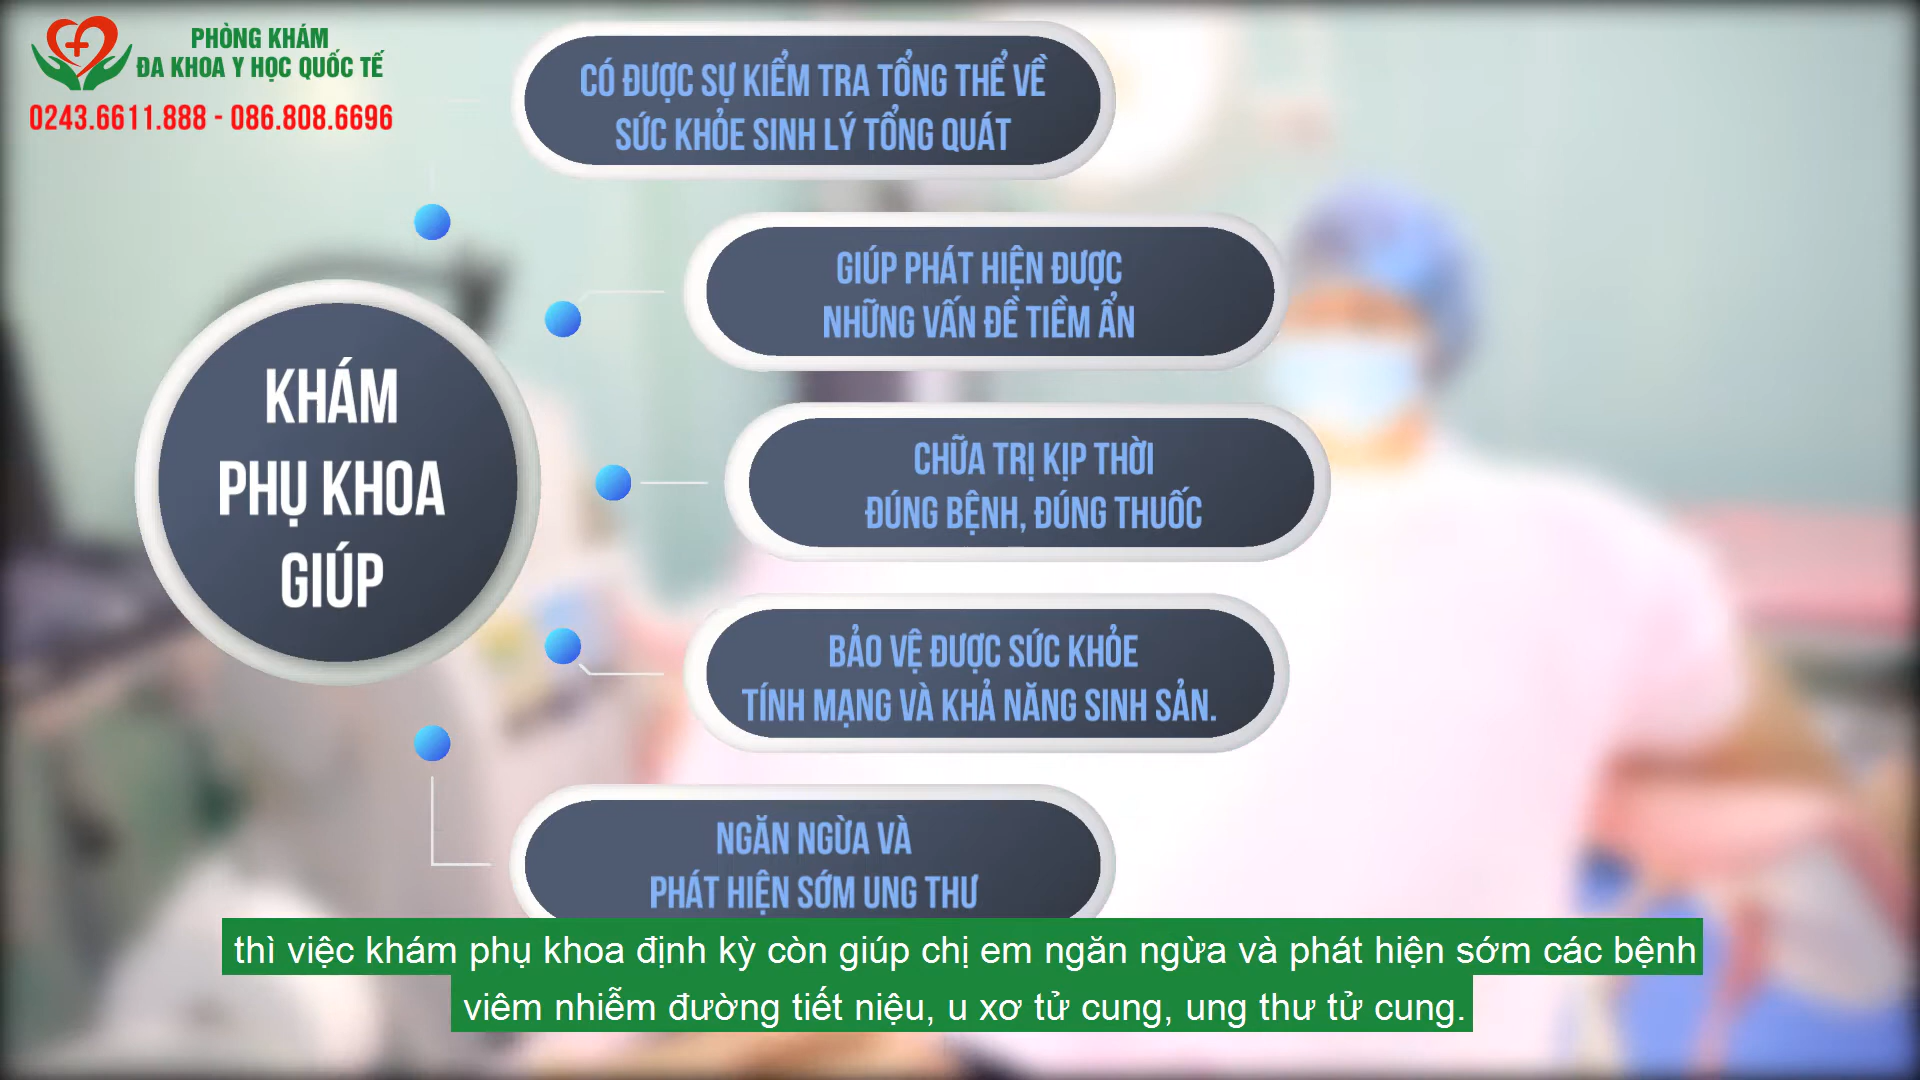 PHÒNG KHÁM
ĐA KHOA Y HỌC QUỐC TẾ
0243.6611.888 - 086.808.6696
CÓ ĐƯỢC SỰ KIỂM TRA TỔNG THỂ VỀ
SỨC KHỎE SINH LÝ TỔNG QUÁT
GIÚP PHÁT HIỆN ĐƯỢC
NHỮNG VẤN ĐỀ TIỀM ẨN
KHÁM
PHỤ KHOA
GIÚP
CHỮA TRỊ KỊP THỜI
ĐÚNG BỆNH, ĐÚNG THUỐC
BẢO VỆ ĐƯỢC SỨC KHỎE
TÍNH MẠNG VÀ KHẢ NĂNG SINH SẢN.
NGĂN NGỪA VÀ
PHÁT HIỆN SỚM UNG THƯ
thì việc khám phụ khoa định kỳ còn giúp chị em ngăn ngừa và phát hiện sớm các bệnh
viêm nhiễm đường tiết niệu, u xơ tử cung, ung thư tử cung.